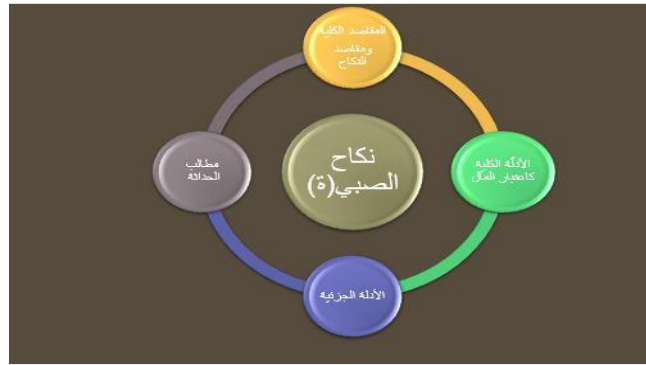 المقاصد الكلية
ومقاصد
النكاح
نكاح
الصبي(ة)
الأدلة الكلية
كاعتبار المآل
مطالب
الحداثة
الأدلة الجزئية